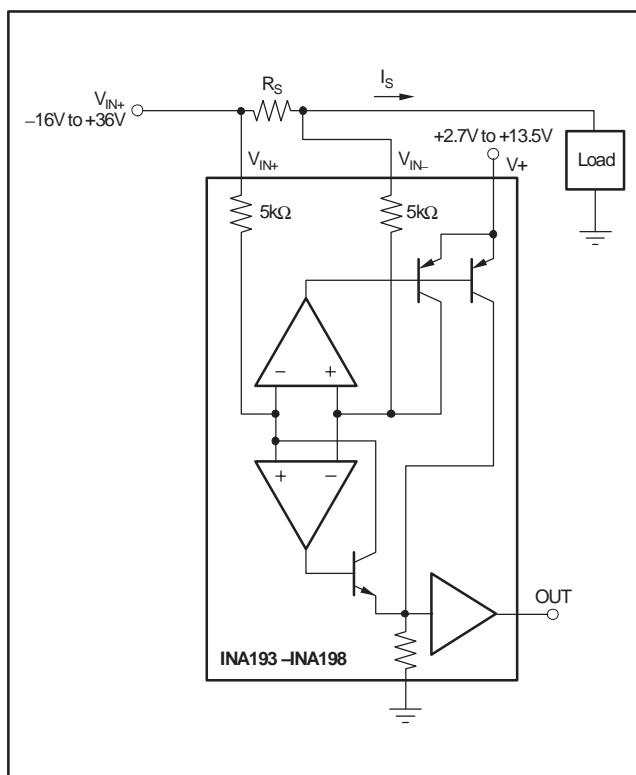 V_IN+
−16V to +36V
R_S
I_S
+2.7V to +13.5V
V+
Load
V_IN+
V_IN−
5kΩ
5kΩ
− +
+ −
OUT
INA193 –INA198